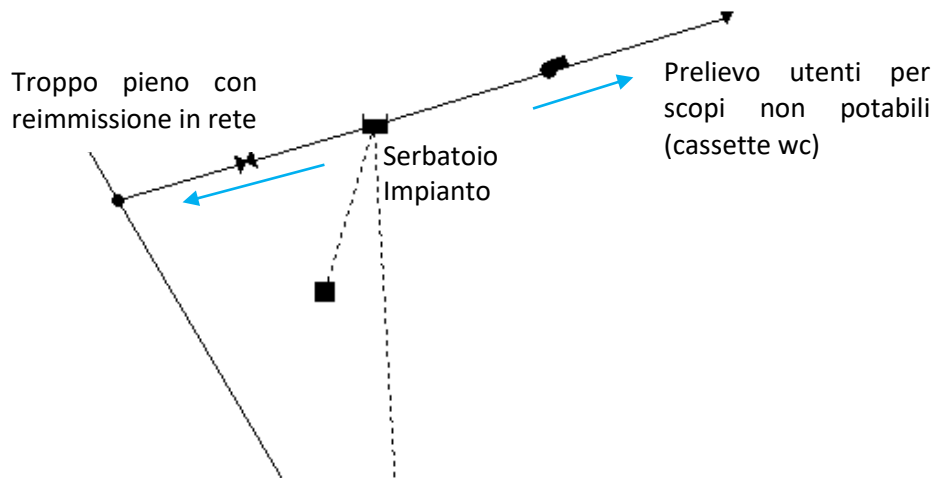 Troppo pieno con
reimmissione in rete
Prelievo utenti per
scopi non potabili
(cassette wc)
Serbatoio
Impianto